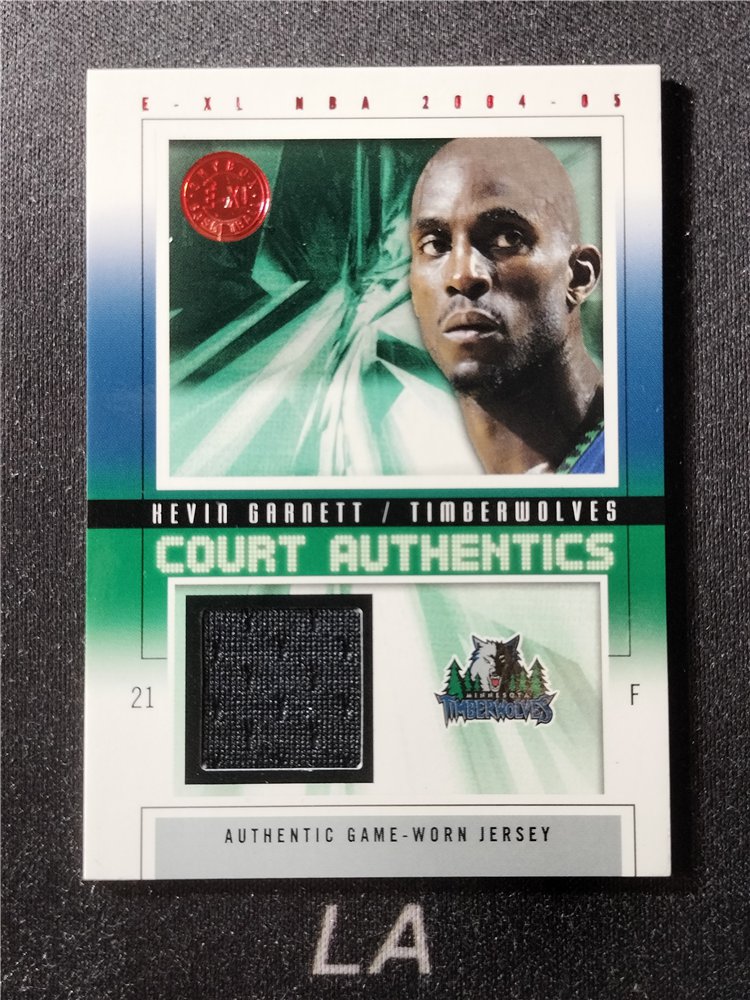 E-XL NBA 2004-05
KEVIN GARNETT / TIMBERWOLVES
COURT AUTHENTICS
21
MINNESOTA
TIMBERWOLVES
F
AUTHENTIC GAME-WORN JERSEY
LA